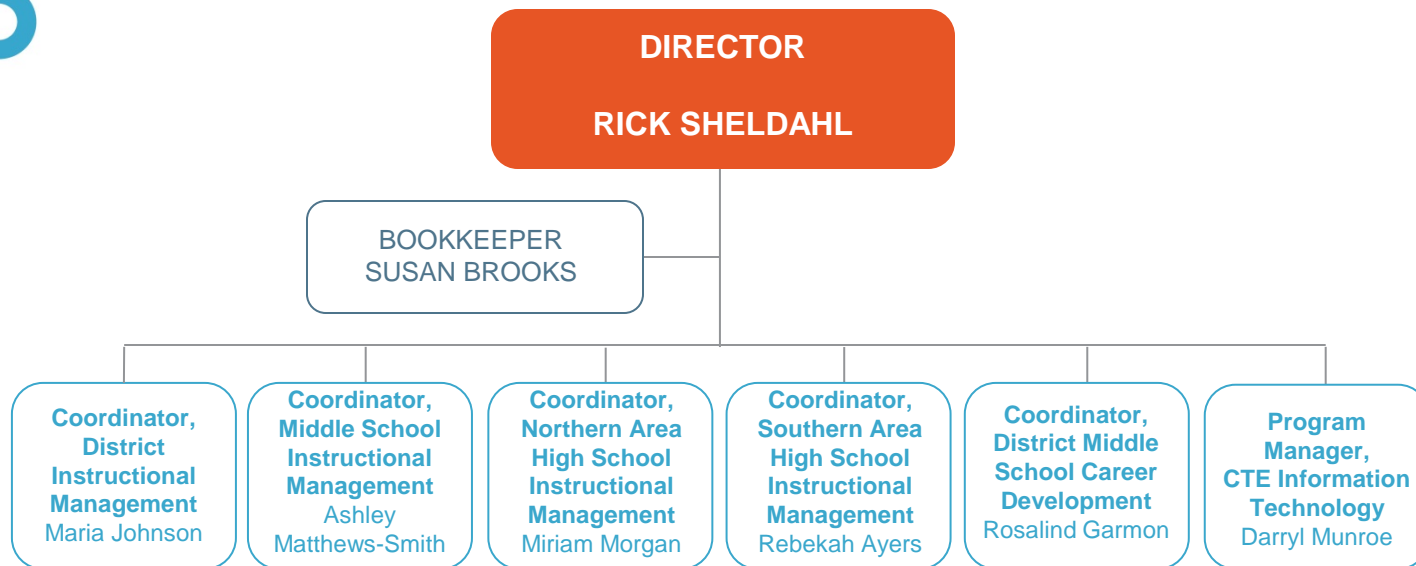 DIRECTOR
RICK SHELDAHL
BOOKKEEPER
SUSAN BROOKS
Coordinator,
District
Instructional
Management
Maria Johnson
Coordinator,
Middle School
Instructional
Management
Ashley
Matthews-Smith
Coordinator,
Northern Area
High School
Instructional
Management
Miriam Morgan
Coordinator,
Southern Area
High School
Instructional
Management
Rebekah Ayers
Coordinator,
District Middle
School Career
Development
Rosalind Garmon
Program
Manager,
CTE Information
Technology
Darryl Munroe